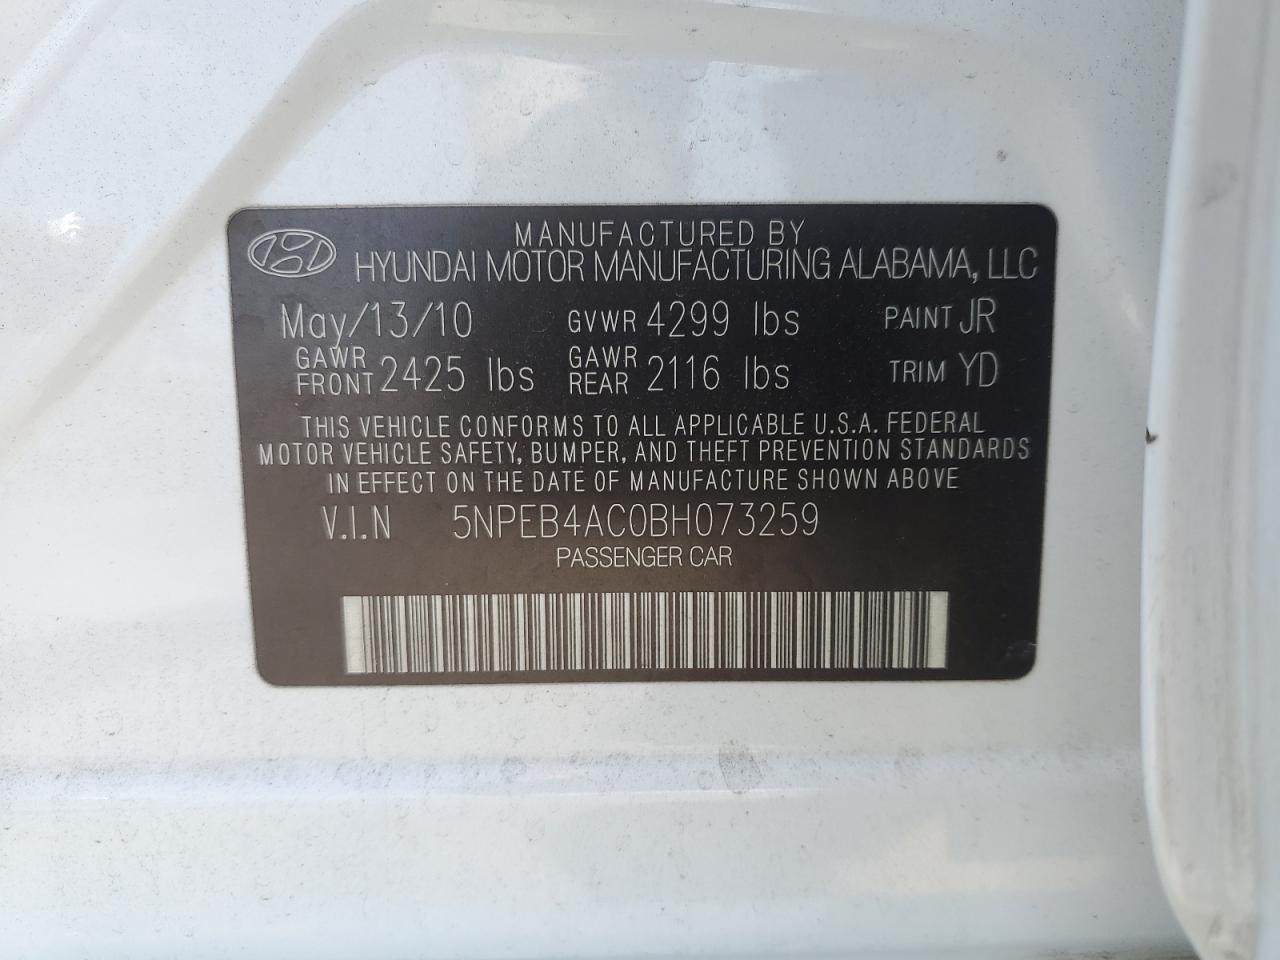 MANUFACTURED BY
HYUNDAI MOTOR MANUFACTURING ALABAMA, LLC
May/13/10 GVWR 4299 lbs PAINT JR
GAWR FRONT 2425 lbs GAWR REAR 2116 lbs TRIM YD
THIS VEHICLE CONFORMS TO ALL APPLICABLE U.S.A. FEDERAL
MOTOR VEHICLE SAFETY, BUMPER, AND THEFT PREVENTION STANDARDS
IN EFFECT ON THE DATE OF MANUFACTURE SHOWN ABOVE
V.I.N 5NPEB4AC0BH073259
PASSENGER CAR